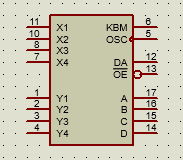 11 X1 KBM 6
10 X2 OSC 5
8 X3
7 X4 DA 12
OE 13
1 Y1 A 17
2 Y2 B 16
3 Y3 C 15
4 Y4 D 14